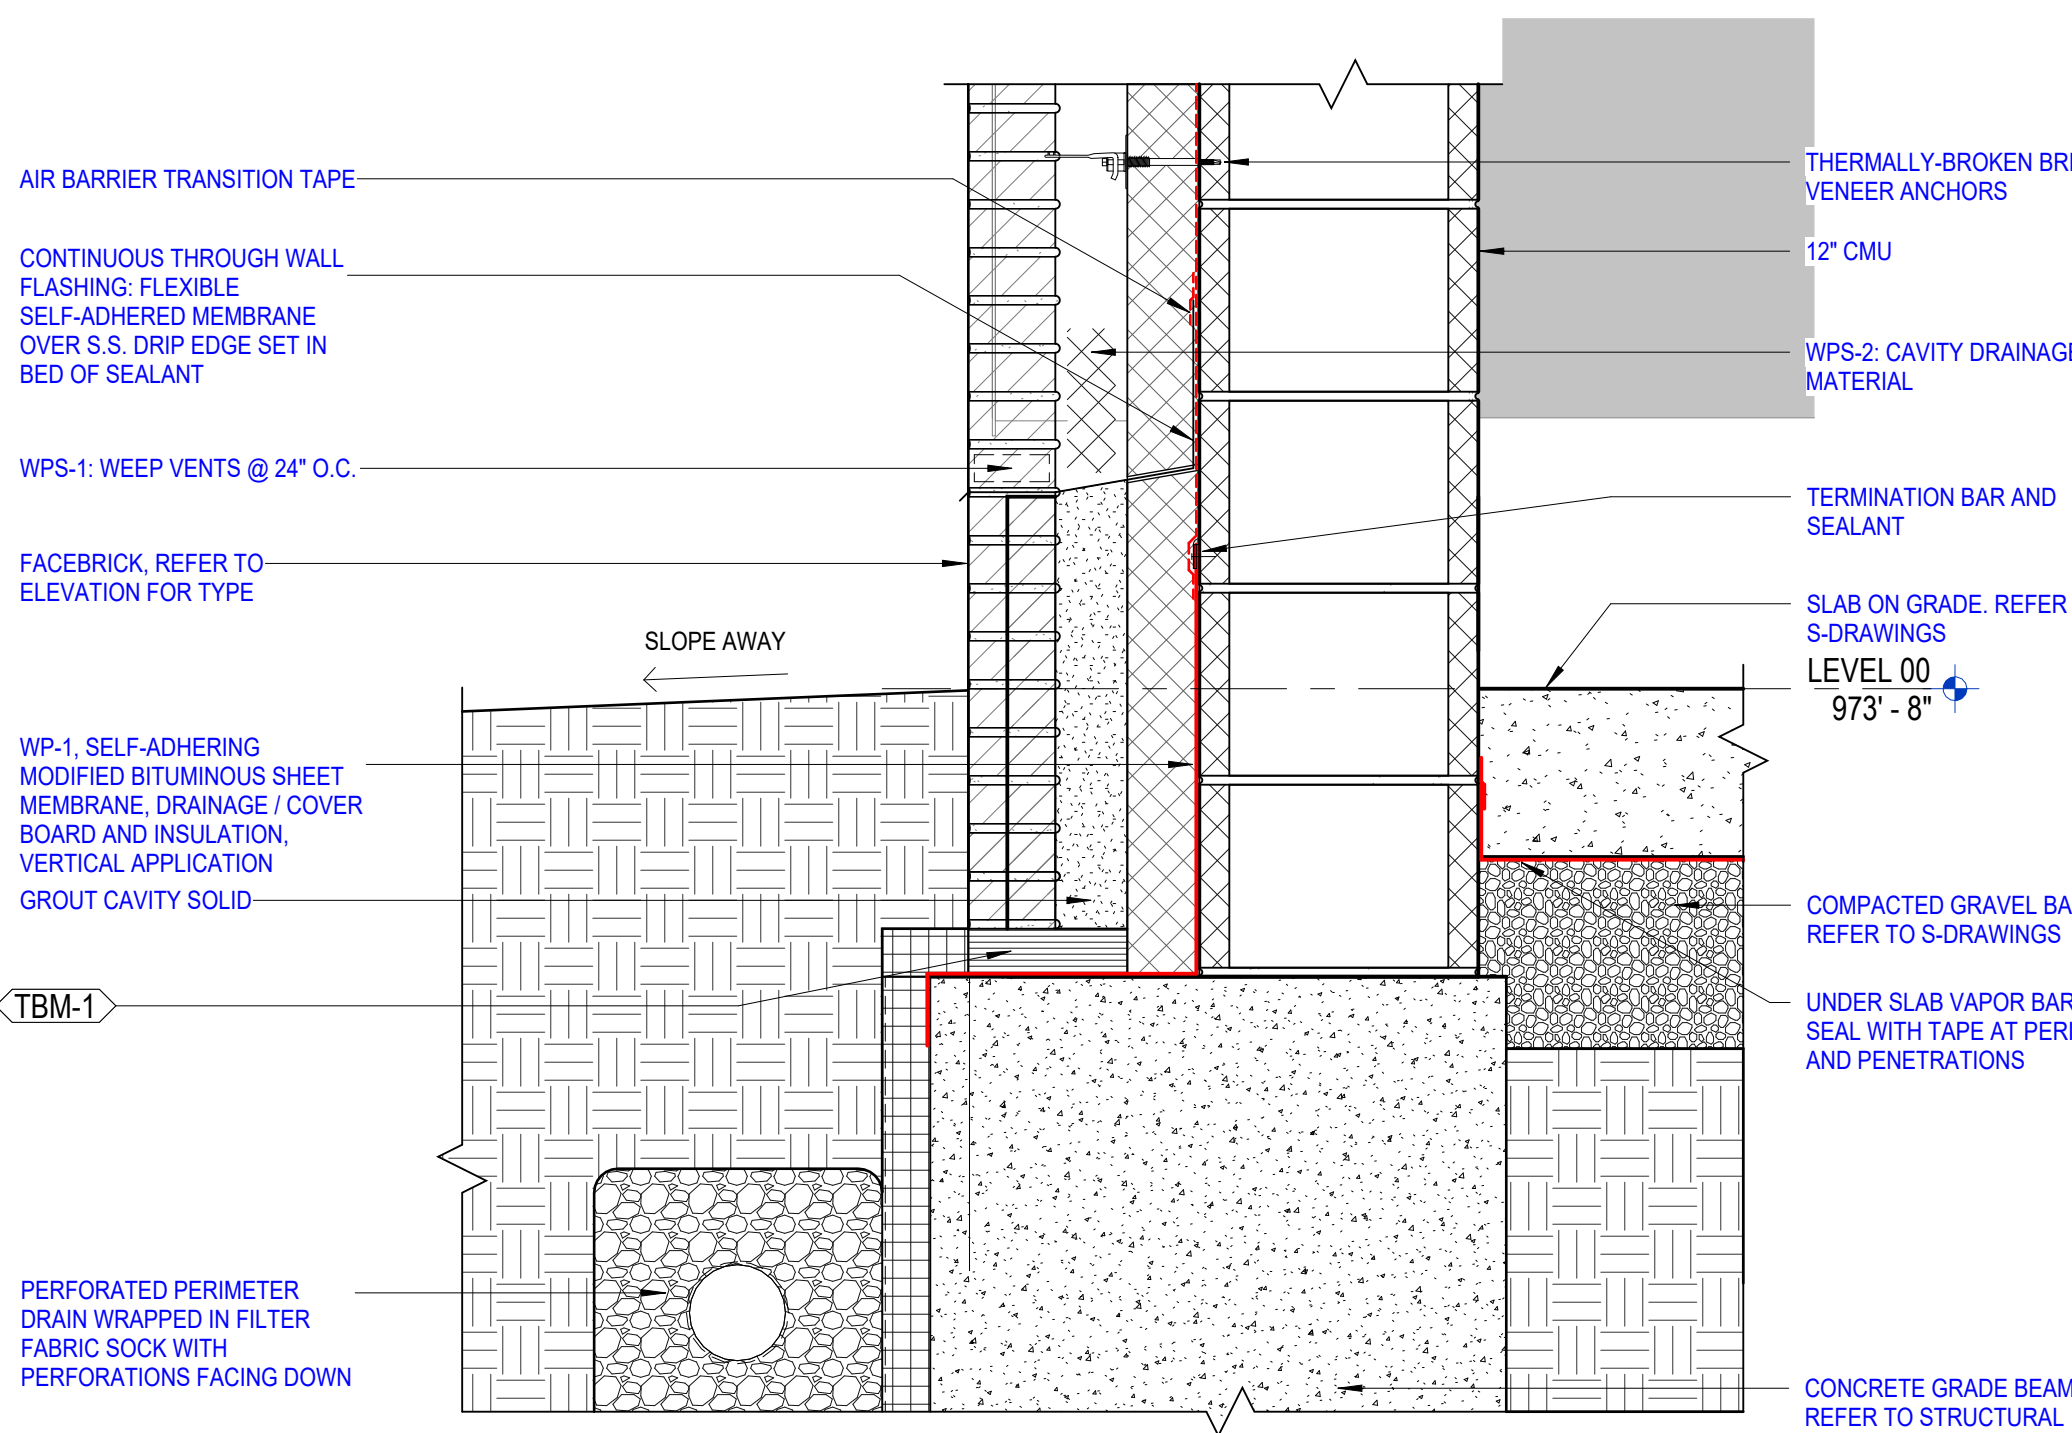 AIR BARRIER TRANSITION TAPE
CONTINUOUS THROUGH WALL
FLASHING: FLEXIBLE
SELF-ADHERED MEMBRANE
OVER S.S. DRIP EDGE SET IN
BED OF SEALANT
WPS-1: WEEP VENTS @ 24" O.C.
FACEBRICK, REFER TO
ELEVATION FOR TYPE
SLOPE AWAY
WP-1, SELF-ADHERING
MODIFIED BITUMINOUS SHEET
MEMBRANE, DRAINAGE / COVER
BOARD AND INSULATION,
VERTICAL APPLICATION
GROUT CAVITY SOLID
TBM-1
PERFORATED PERIMETER
DRAIN WRAPPED IN FILTER
FABRIC SOCK WITH
PERFORATIONS FACING DOWN
THERMALLY-BROKEN
VENEER ANCHORS
12" CMU
WPS-2: CAVITY DRAINAGE
MATERIAL
TERMINATION BAR AND
SEALANT
SLAB ON GRADE. REFER
S-DRAWINGS
LEVEL 00
973' - 8"
COMPACTED GRAVEL
REFER TO S-DRAWINGS
UNDER SLAB VAPOR
SEAL WITH TAPE AT
AND PENETRATIONS
CONCRETE GRADE BEAM
REFER TO STRUCTURAL